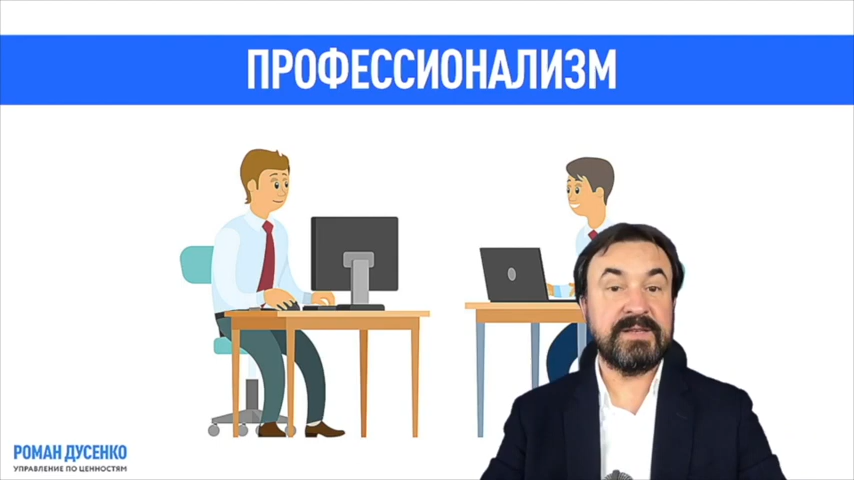 ПРОФЕССИОНАЛИЗМ
РОМАН ДУСЕНКО
УПРАВЛЕНИЕ ПО ЦЕННОСТЯМ